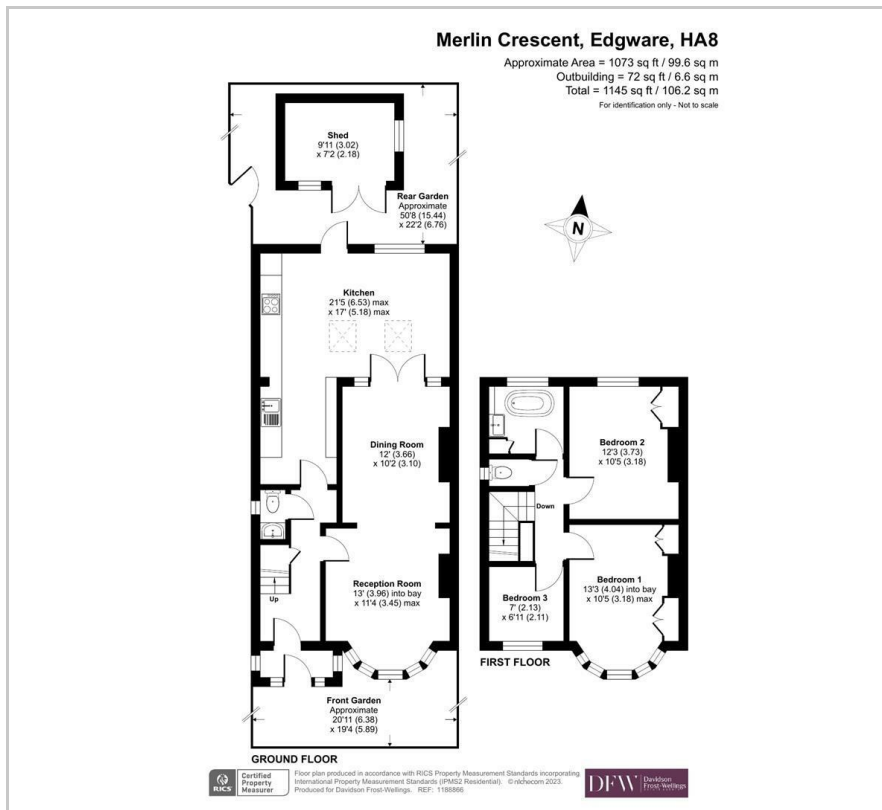 Merlin Crescent, Edgware, HA8
Approximate Area = 1073 sq ft / 99.6 sq m
Outbuilding = 72 sq ft / 6.6 sq m
Total = 1145 sq ft / 106.2 sq m
For identification only - Not to scale
Shed
9'11 (3.02)
x 7'2 (2.18)
Rear Garden
Approximate
50'8 (15.44)
x 22'2 (6.76)
N
Kitchen
21'5 (6.53) max
x 17' (5.18) max
Dining Room
12' (3.66)
x 10'2 (3.10)
Reception Room
13' (3.96) into bay
x 11'4 (3.45) max
Up
Front Garden
Approximate
20'11 (6.38)
x 19'4 (5.89)
GROUND FLOOR
Bedroom 2
12'3 (3.73)
x 10'5 (3.18)
Down
Bedroom 1
13'3 (4.04) into bay
x 10'5 (3.18) max
Bedroom 3
7' (2.13)
x 6'11 (2.11)
FIRST FLOOR
RICS
Certified
Property
Measurer
Floor plan produced in accordance with RICS Property Measurement Standards incorporating
International Property Measurement Standards (IPMS2 Residential). © nichecom 2023.
Produced for Davidson Frost-Wellings. REF: 1188866
DFW
Davidson
Frost-Wellings